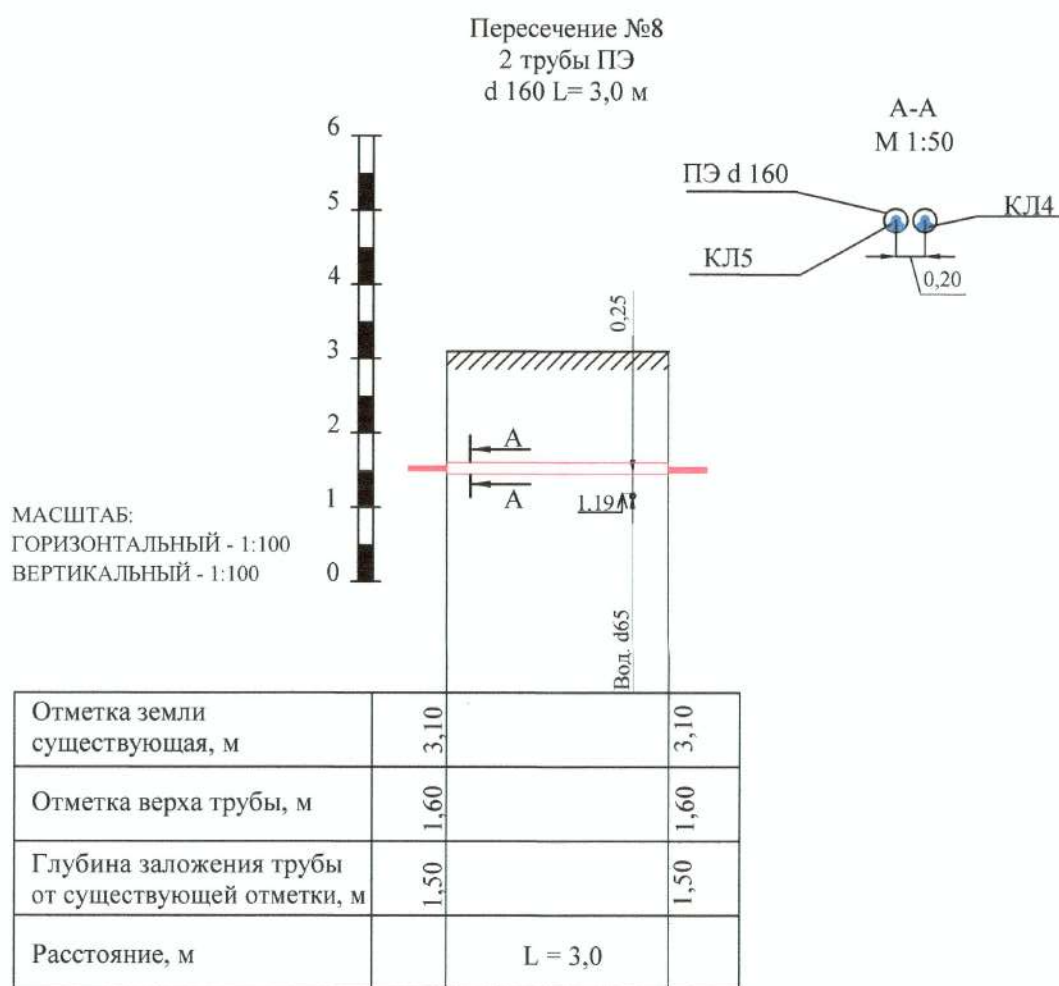 Пересечение №8
2 трубы ПЭ
d 160 L= 3,0 м
А-А
М 1:50
ПЭ d 160
КЛ4
КЛ5
0,20
6
5
4
3
2
1
0
0,25
А
А
1.19
Вод. d65
МАСШТАБ:
ГОРИЗОНТАЛЬНЫЙ - 1:100
ВЕРТИКАЛЬНЫЙ - 1:100
Отметка земли
существующая, м
3,10
3,10
Отметка верха трубы, м
1,60
1,60
Глубина заложения трубы
от существующей отметки, м
1,50
1,50
Расстояние, м
L = 3,0